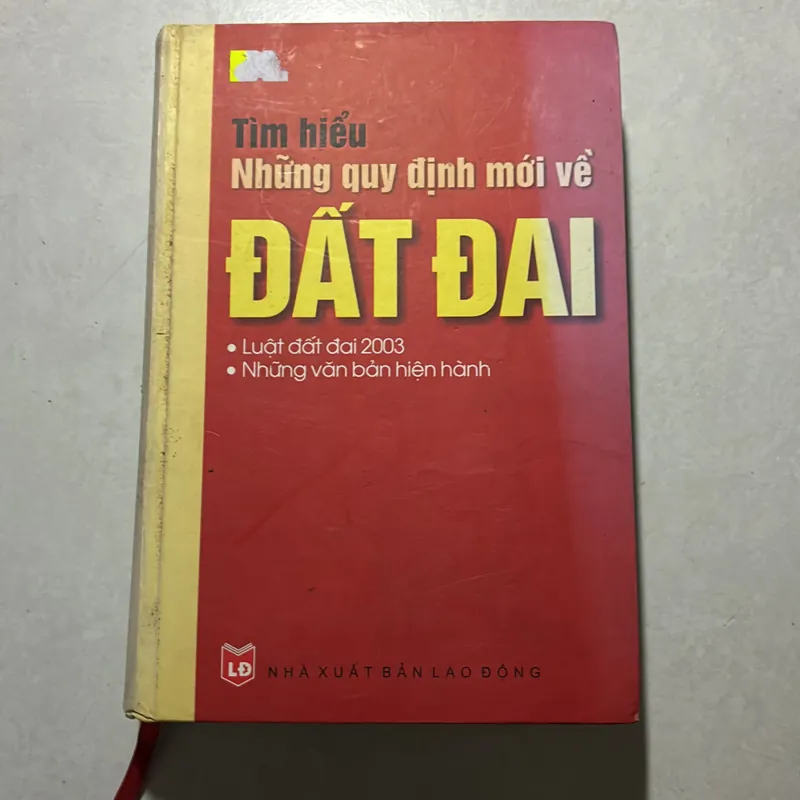 Tìm hiểu
Những quy định mới về
ĐẤT ĐAI
• Luật đất đai 2003
• Những văn bản hiện hành
LĐ NHÀ XUẤT BẢN LAO ĐỘNG